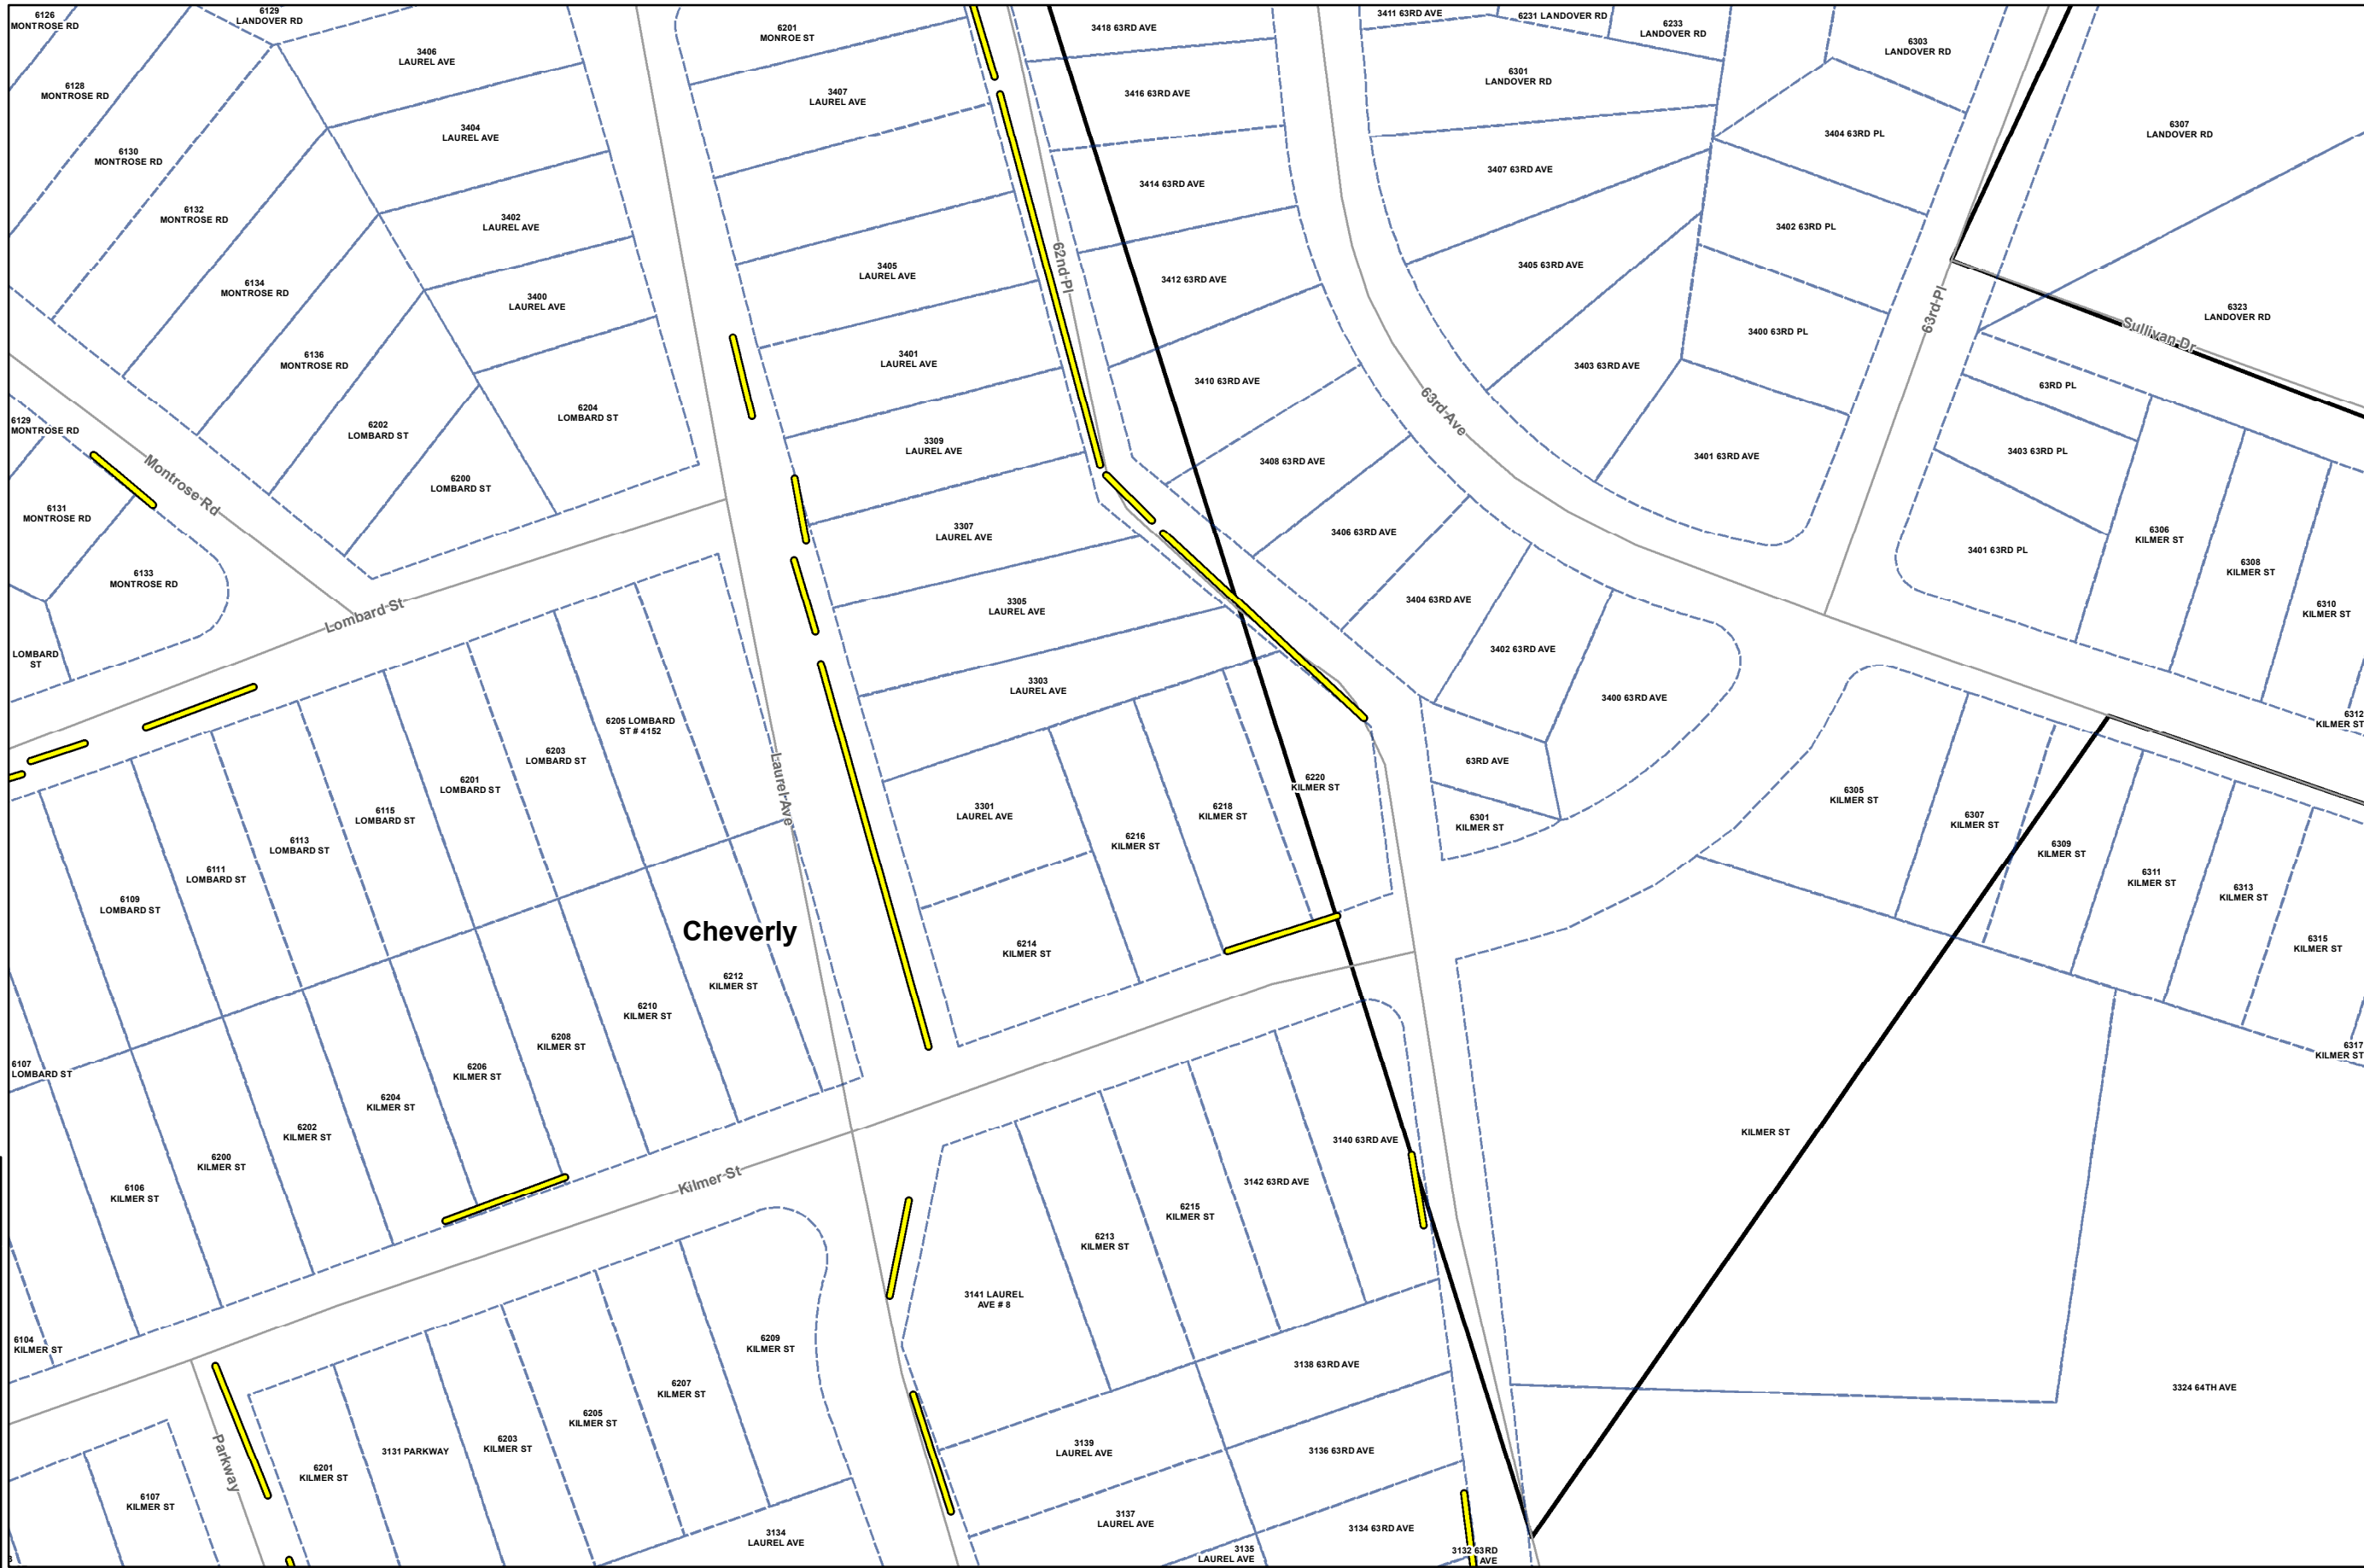 6126
MONTROSE RD
6129
LANDOVER RD
3406
LAUREL AVE
6201
MONROE ST
3418 63RD AVE
3411 63RD AVE
6231 LANDOVER RD
6233
LANDOVER RD
6303
LANDOVER RD
6128
MONTROSE RD
3407
LAUREL AVE
3416 63RD AVE
6301
LANDOVER RD
6307
LANDOVER RD
6130
MONTROSE RD
3404
LAUREL AVE
3404 63RD PL
6132
MONTROSE RD
3402
LAUREL AVE
3414 63RD AVE
3407 63RD AVE
3402 63RD PL
6134
MONTROSE RD
3400
LAUREL AVE
3405
LAUREL AVE
62nd Pl
3412 63RD AVE
3405 63RD AVE
3400 63RD PL
63rd Pl
6323
LANDOVER RD
Sullivan Dr
6136
MONTROSE RD
3401
LAUREL AVE
3410 63RD AVE
3403 63RD AVE
63RD PL
6129
MONTROSE RD
6202
LOMBARD ST
6204
LOMBARD ST
3309
LAUREL AVE
63rd Ave
3408 63RD AVE
3401 63RD AVE
3403 63RD PL
Montrose Rd
6200
LOMBARD ST
6131
MONTROSE RD
3307
LAUREL AVE
3406 63RD AVE
3401 63RD PL
6306
KILMER ST
6308
KILMER ST
6310
KILMER ST
6133
MONTROSE RD
Lombard St
3305
LAUREL AVE
3404 63RD AVE
LOMBARD
ST
3402 63RD AVE
3303
LAUREL AVE
3400 63RD AVE
6312
KILMER ST
6205 LOMBARD
ST # 4152
6203
LOMBARD ST
6201
LOMBARD ST
Laurel Ave
63RD AVE
6220
KILMER ST
6115
LOMBARD ST
3301
LAUREL AVE
6218
KILMER ST
6216
KILMER ST
6301
KILMER ST
6305
KILMER ST
6307
KILMER ST
6309
KILMER ST
6113
LOMBARD ST
6111
LOMBARD ST
6109
LOMBARD ST
6311
KILMER ST
6313
KILMER ST
6315
KILMER ST
Cheverly
6214
KILMER ST
6212
KILMER ST
6210
KILMER ST
6208
KILMER ST
6317
KILMER ST
6107
LOMBARD ST
6206
KILMER ST
6204
KILMER ST
6202
KILMER ST
6200
KILMER ST
6106
KILMER ST
Kilmer St
3140 63RD AVE
KILMER ST
3142 63RD AVE
6215
KILMER ST
6213
KILMER ST
3141 LAUREL
AVE # 8
6104
KILMER ST
6209
KILMER ST
3138 63RD AVE
3324 64TH AVE
6207
KILMER ST
6205
KILMER ST
6203
KILMER ST
3131 PARKWAY
Parkway
6201
KILMER ST
6107
KILMER ST
3139
LAUREL AVE
3136 63RD AVE
3137
LAUREL AVE
3134 63RD AVE
3134
LAUREL AVE
3135
LAUREL AVE
3132 63RD
AVE